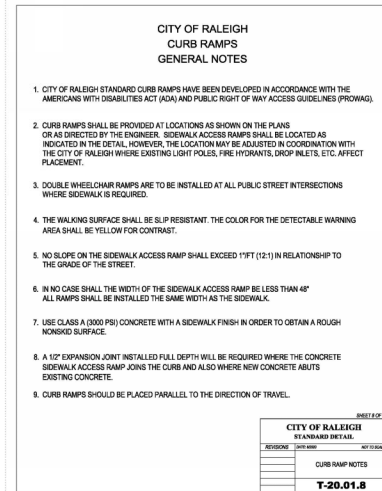 CITY OF RALEIGH
CURB RAMPS
GENERAL NOTES
1. CITY OF RALEIGH STANDARD CURB RAMPS HAVE BEEN DEVELOPED IN ACCORDANCE WITH THE
AMERICANS WITH DISABILITIES ACT (ADA) AND PUBLIC RIGHT OF WAY ACCESS GUIDELINES (PROWAG).
2. CURB RAMPS SHALL BE PROVIDED AT LOCATIONS AS SHOWN ON THE PLANS
OR AS DIRECTED BY THE ENGINEER. SIDEWALK ACCESS RAMPS SHALL BE LOCATED AS
INDICATED IN THE DETAIL, HOWEVER, THE LOCATION MAY BE ADJUSTED IN COORDINATION WITH
THE CITY OF RALEIGH WHERE EXISTING LIGHT POLES, FIRE HYDRANTS, DROP INLETS, ETC. AFFECT
PLACEMENT.
3. DOUBLE WHEELCHAIR RAMPS ARE TO BE INSTALLED AT ALL PUBLIC STREET INTERSECTIONS
WHERE SIDEWALK IS REQUIRED.
4. THE WALKING SURFACE SHALL BE SLIP RESISTANT. THE COLOR FOR THE DETECTABLE WARNING
AREA SHALL BE YELLOW FOR CONTRAST.
5. NO SLOPE ON THE SIDEWALK ACCESS RAMP SHALL EXCEED 1"/FT (12:1) IN RELATIONSHIP TO
THE GRADE OF THE STREET.
6. IN NO CASE SHALL THE WIDTH OF THE SIDEWALK ACCESS RAMP BE LESS THAN 48"
ALL RAMPS SHALL BE INSTALLED THE SAME WIDTH AS THE SIDEWALK.
7. USE CLASS A (3000 PSI) CONCRETE WITH A SIDEWALK FINISH IN ORDER TO OBTAIN A ROUGH
NONSKID SURFACE.
8. A 1/2" EXPANSION JOINT INSTALLED FULL DEPTH WILL BE REQUIRED WHERE THE CONCRETE
SIDEWALK ACCESS RAMP JOINS THE CURB AND ALSO WHERE NEW CONCRETE ABUTS
EXISTING CONCRETE.
9. CURB RAMPS SHOULD BE PLACED PARALLEL TO THE DIRECTION OF TRAVEL.
SHEET 8 OF
CITY OF RALEIGH
STANDARD DETAIL
REVISIONS DATE: NOT TO
CURB RAMP NOTES
T-20.01.8